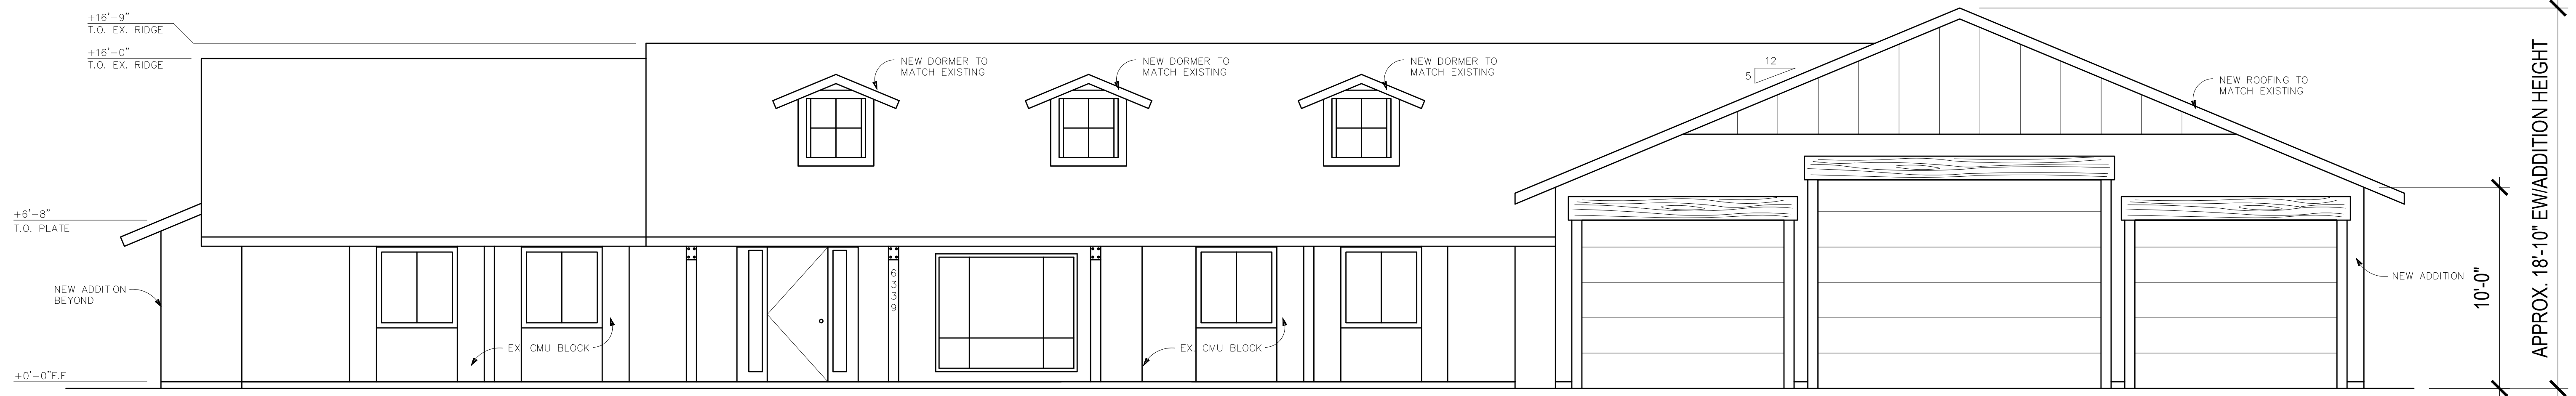 +16'-9"
T.O. EX. RIDGE
+16'-0"
T.O. EX. RIDGE
NEW DORMER TO
MATCH EXISTING
NEW DORMER TO
MATCH EXISTING
NEW DORMER TO
MATCH EXISTING
12
5
NEW ROOFING TO
MATCH EXISTING
+6'-8"
T.O. PLATE
NEW ADDITION
BEYOND
6
3
3
9
EX. CMU BLOCK
EX. CMU BLOCK
NEW ADDITION
10'-0"
APPROX. 18'-10" EW/ADDITION HEIGHT
+0'-0"F.F